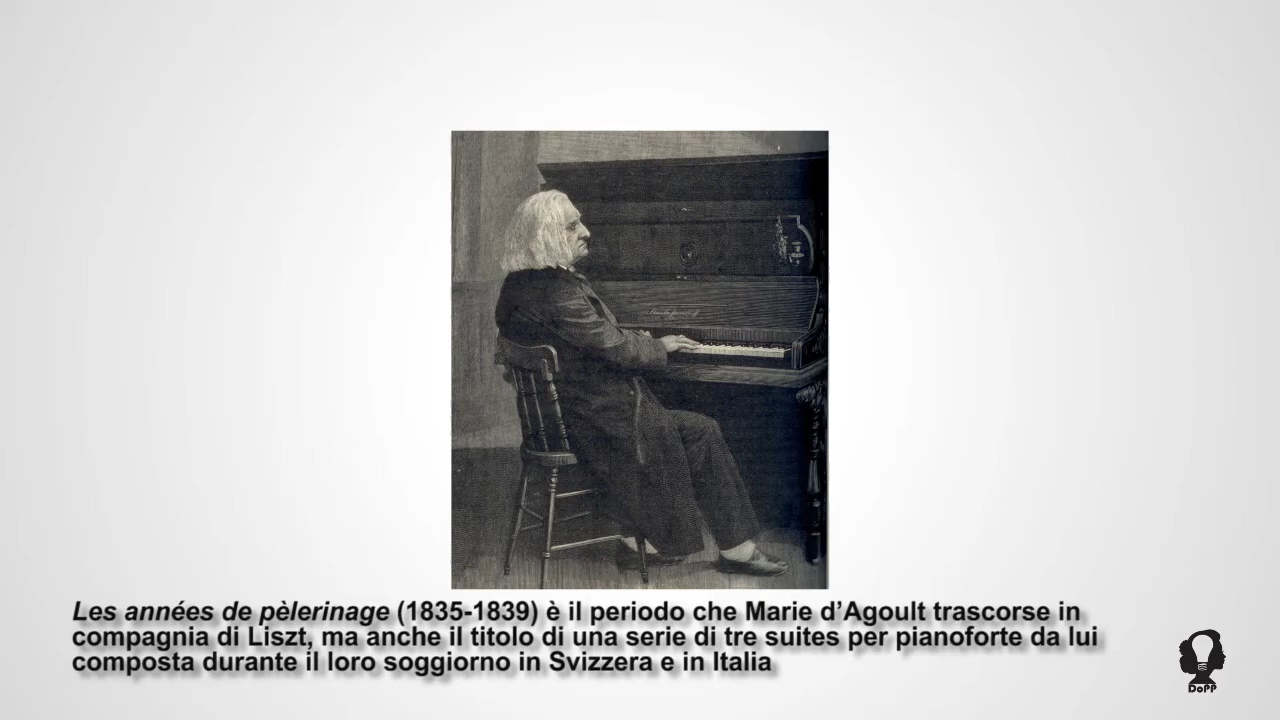 Les années de pèlerinage (1835-1839) è il periodo che Marie d’Agoult trascorse in
compagnia di Liszt, ma anche il titolo di una serie di tre suites per pianoforte da lui
composta durante il loro soggiorno in Svizzera e in Italia
DoPP